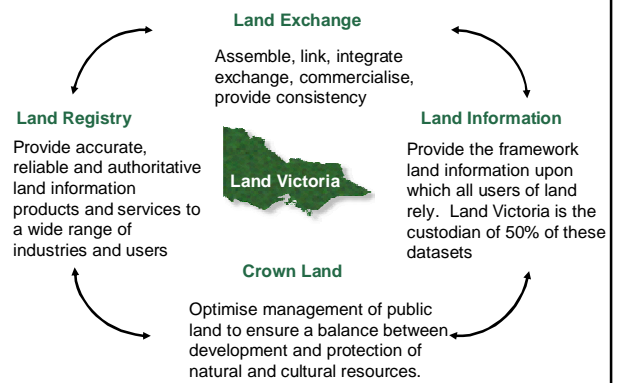 Land Exchange
Assemble, link, integrate
exchange, commercialise,
provide consistency
Land Registry
Provide accurate,
reliable and authoritative
land information
products and services to
a wide range of
industries and users
Land Victoria
Land Information
Provide the framework
land information upon
which all users of land
rely.  Land Victoria is the
custodian of 50% of these
datasets
Crown Land
Optimise management of public
land to ensure a balance between
development and protection of
natural and cultural resources.